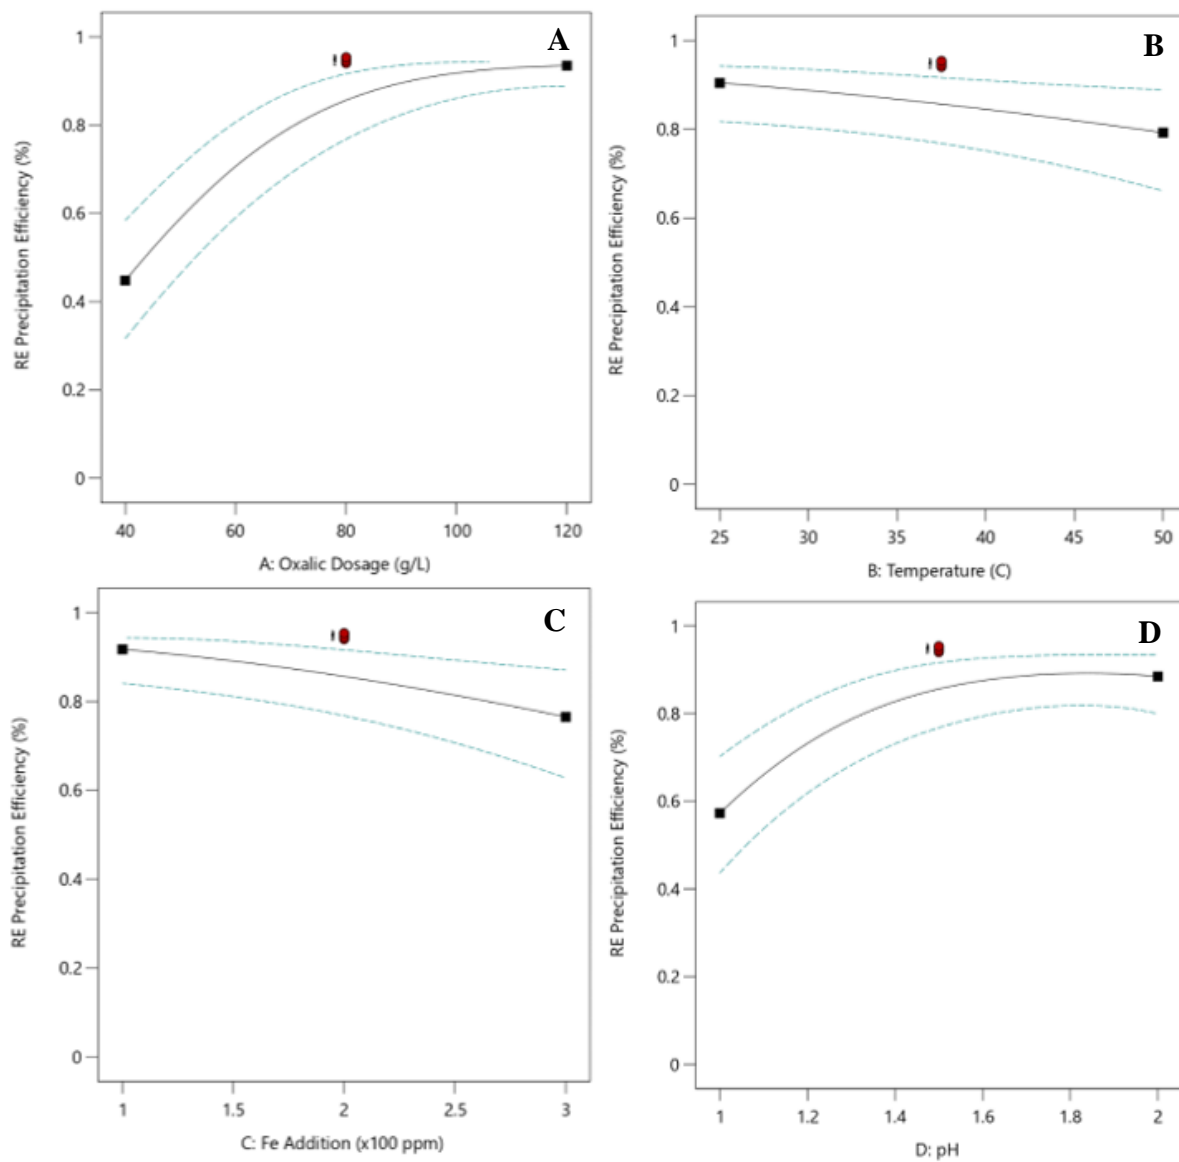 A
RE Precipitation Efficiency (%)
1
0.8
0.6
0.4
0.2
0
40 60 80 100 120
A: Oxalic Dosage (g/L)
B
RE Precipitation Efficiency (%)
1
0.8
0.6
0.4
0.2
0
25 30 35 40 45 50
B: Temperature (C)
C
RE Precipitation Efficiency (%)
1
0.8
0.6
0.4
0.2
0
1 1.5 2 2.5 3
C: Fe Addition (x100 ppm)
D
RE Precipitation Efficiency (%)
1
0.8
0.6
0.4
0.2
0
1 1.2 1.4 1.6 1.8 2
D: pH